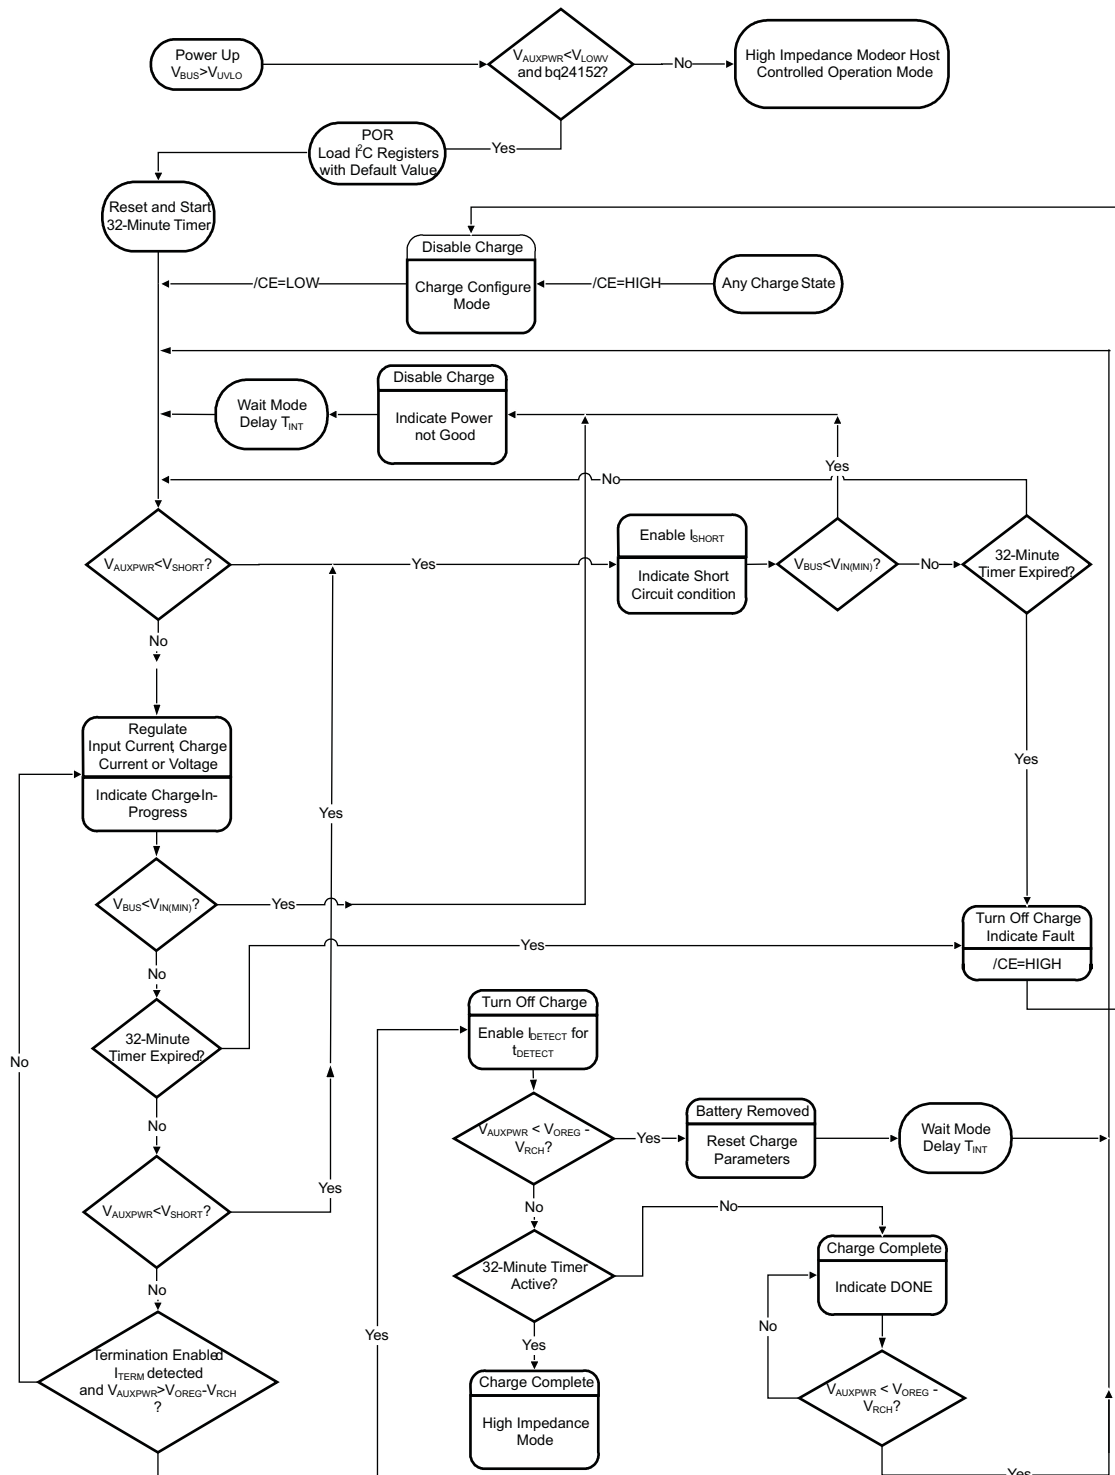 Power Up
VBUS>VUVLO
VAUXPWR<VLOWV
and bq24152?
No
High Impedance Modeor Host
Controlled Operation Mode
Yes
POR
Load I2C Registers
with Default Value
Reset and Start
32-Minute Timer
Disable Charge
Charge Configure
Mode
/CE=LOW
/CE=HIGH
Any Charge State
Disable Charge
Indicate Power
not Good
Wait Mode
Delay TINT
Yes
No
VAUXPWR<VSHORT?
Yes
Enable ISHORT
Indicate Short
Circuit condition
VBUS<VIN(MIN)?
No
32-Minute
Timer Expired?
No
Regulate
Input Current, Charge
Current or Voltage
Indicate Charge-In-
Progress
Yes
Yes
VBUS<VIN(MIN)?
Yes
Turn Off Charge
Indicate Fault
/CE=HIGH
Yes
No
Turn Off Charge
Enable IDETECT for
tDETECT
32-Minute
Timer Expired?
No
VAUXPWR < VOREG -
VRCH?
Yes
Battery Removed
Reset Charge
Parameters
Wait Mode
Delay TINT
No
VAUXPWR<VSHORT?
Yes
No
No
32-Minute Timer
Active?
Charge Complete
Indicate DONE
No
Yes
Yes
No
Termination Enabled
ITERM detected
and VAUXPWR>VOREG-VRCH
?
Charge Complete
High Impedance
Mode
VAUXPWR < VOREG -
VRCH?
Yes